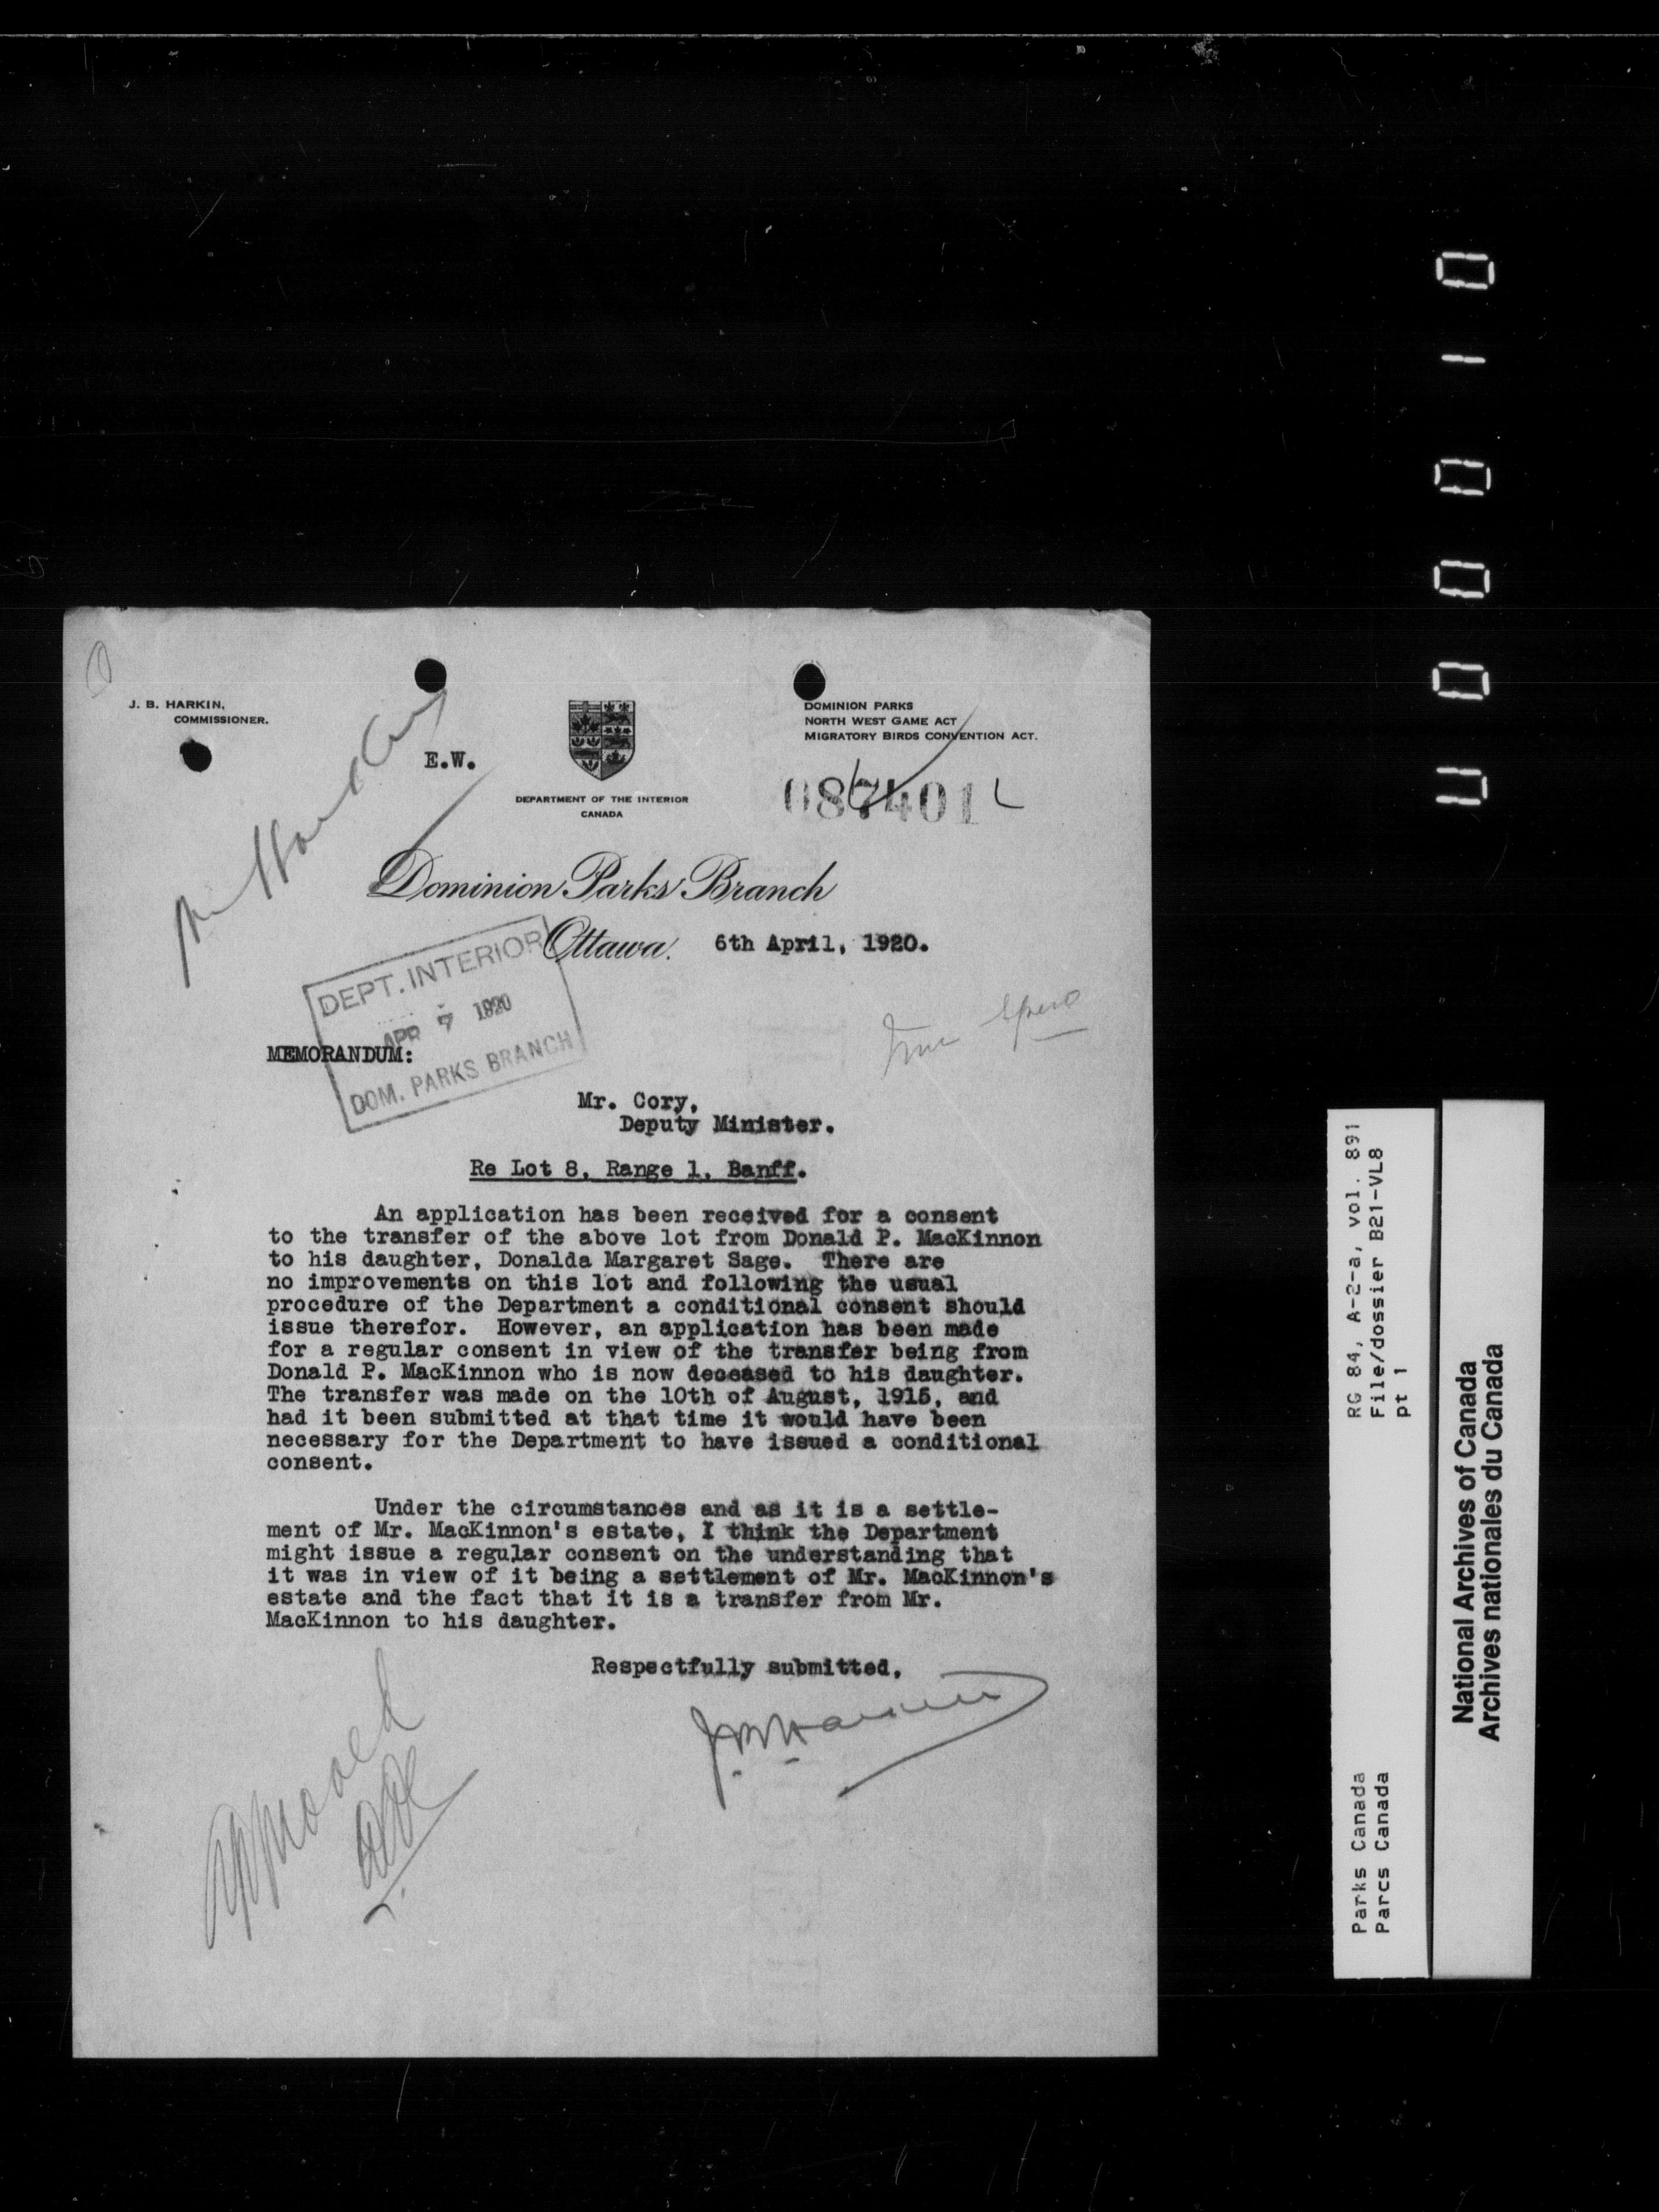 J. B. HARKIN,
COMMISSIONER.
E.W.
DOMINION PARKS
NORTH WEST GAME ACT
MIGRATORY BIRDS CONVENTION ACT.
DEPARTMENT OF THE INTERIOR
CANADA
087401
Dominion Parks Branch
Ottawa. 6th April, 1920.
DEPT. INTERIOR
APR 7 1920
DOM. PARKS BRANCH
MEMORANDUM:
Mr. Cory,
Deputy Minister.
Re Lot 8, Range 1, Banff.
An application has been received for a consent
to the transfer of the above lot from Donald P. MacKinnon
to his daughter, Donalda Margaret Sage. There are
no improvements on this lot and following the usual
procedure of the Department a conditional consent should
issue therefor. However, an application has been made
for a regular consent in view of the transfer being from
Donald P. MacKinnon who is now deceased to his daughter.
The transfer was made on the 10th of August, 1915, and
had it been submitted at that time it would have been
necessary for the Department to have issued a conditional
consent.
Under the circumstances and as it is a settle-
ment of Mr. MacKinnon's estate, I think the Department
might issue a regular consent on the understanding that
it was in view of it being a settlement of Mr. MacKinnon's
estate and the fact that it is a transfer from Mr.
MacKinnon to his daughter.
Respectfully submitted,
J.B. Harkin
approved
RG 84, A-2-a, vol. 891
File/dossier B21-VL8
pt 1
Parks Canada
Parcs Canada
National Archives of Canada
Archives nationales du Canada